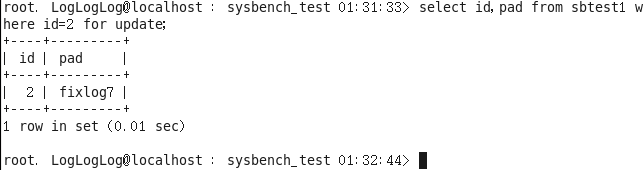 root. LogLogLog@localhost : sysbench_test 01:31:33> select id,pad from sbtest1 w
here id=2 for update;
+----+---------+
| id | pad     |
+----+---------+
|  2 | fixlog7 |
+----+---------+
1 row in set (0.01 sec)
root. LogLogLog@localhost : sysbench_test 01:32:44>